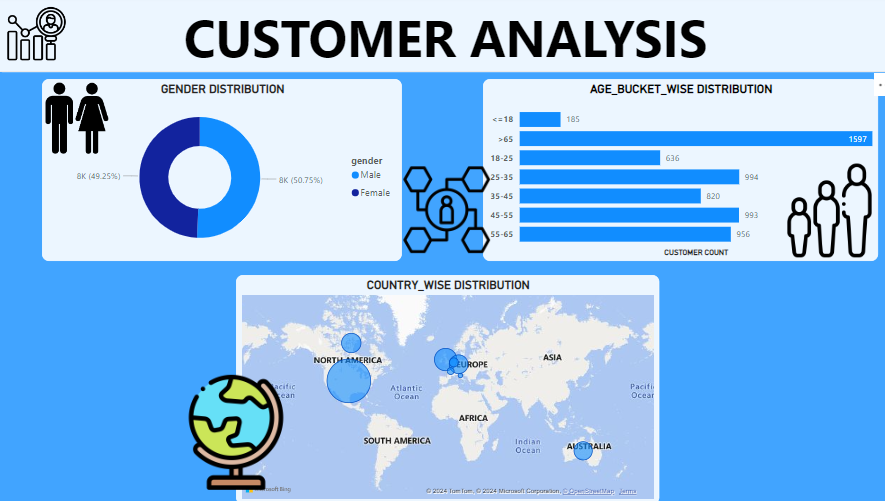 CUSTOMER ANALYSIS
GENDER DISTRIBUTION
8K (49.25%)
8K (50.75%)
gender
Male
Female
AGE_BUCKET_WISE DISTRIBUTION
<=18 185
>65 1597
18-25 636
25-35 994
35-45 820
45-55 993
55-65 956
CUSTOMER COUNT
COUNTRY_WISE DISTRIBUTION
NORTH AMERICA
EUROPE
ASIA
Pacific
Ocean
Atlantic
Ocean
AFRICA
SOUTH AMERICA
Indian
Ocean
AUSTRALIA
© 2024 TomTom, © 2024 Microsoft Corporation, © OpenStreetMap Terms